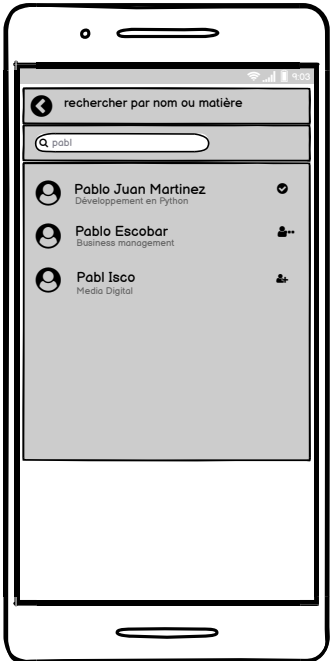 9:03
rechercher par nom ou matière
pabl
Pablo Juan Martinez
Développement en Python
Pablo Escobar
Business management
Pabl Isco
Media Digital